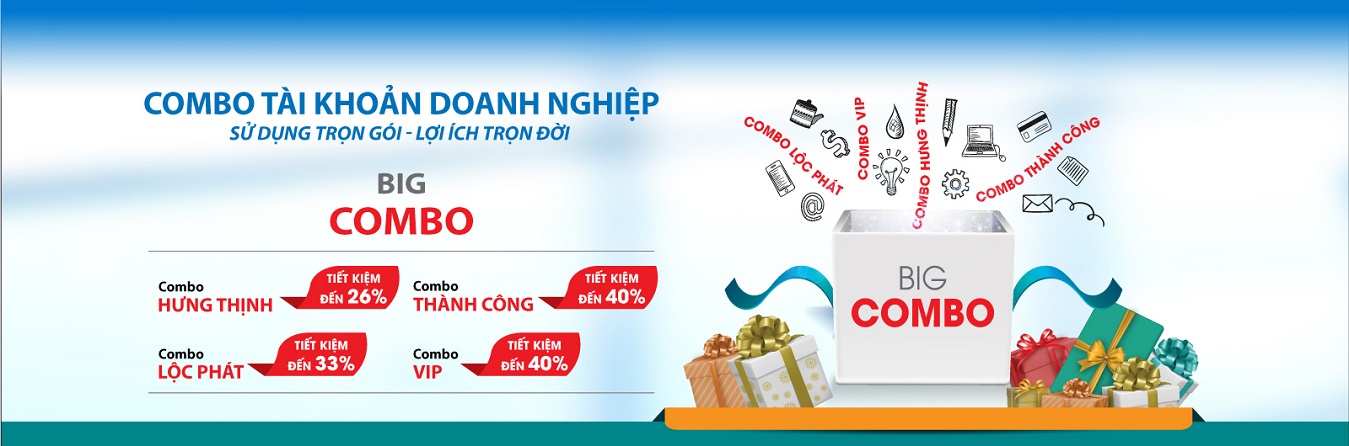 COMBO TÀI KHOẢN DOANH NGHIỆP
SỬ DỤNG TRỌN GÓI - LỢI ÍCH TRỌN ĐỜI
BIG
COMBO
Combo
HƯNG THỊNH
TIẾT KIỆM
ĐẾN 26%
Combo
THÀNH CÔNG
TIẾT KIỆM
ĐẾN 40%
Combo
LỘC PHÁT
TIẾT KIỆM
ĐẾN 33%
Combo
VIP
TIẾT KIỆM
ĐẾN 40%
COMBO LỘC PHÁT
COMBO VIP
COMBO HƯNG THỊNH
COMBO THÀNH CÔNG
BIG
COMBO